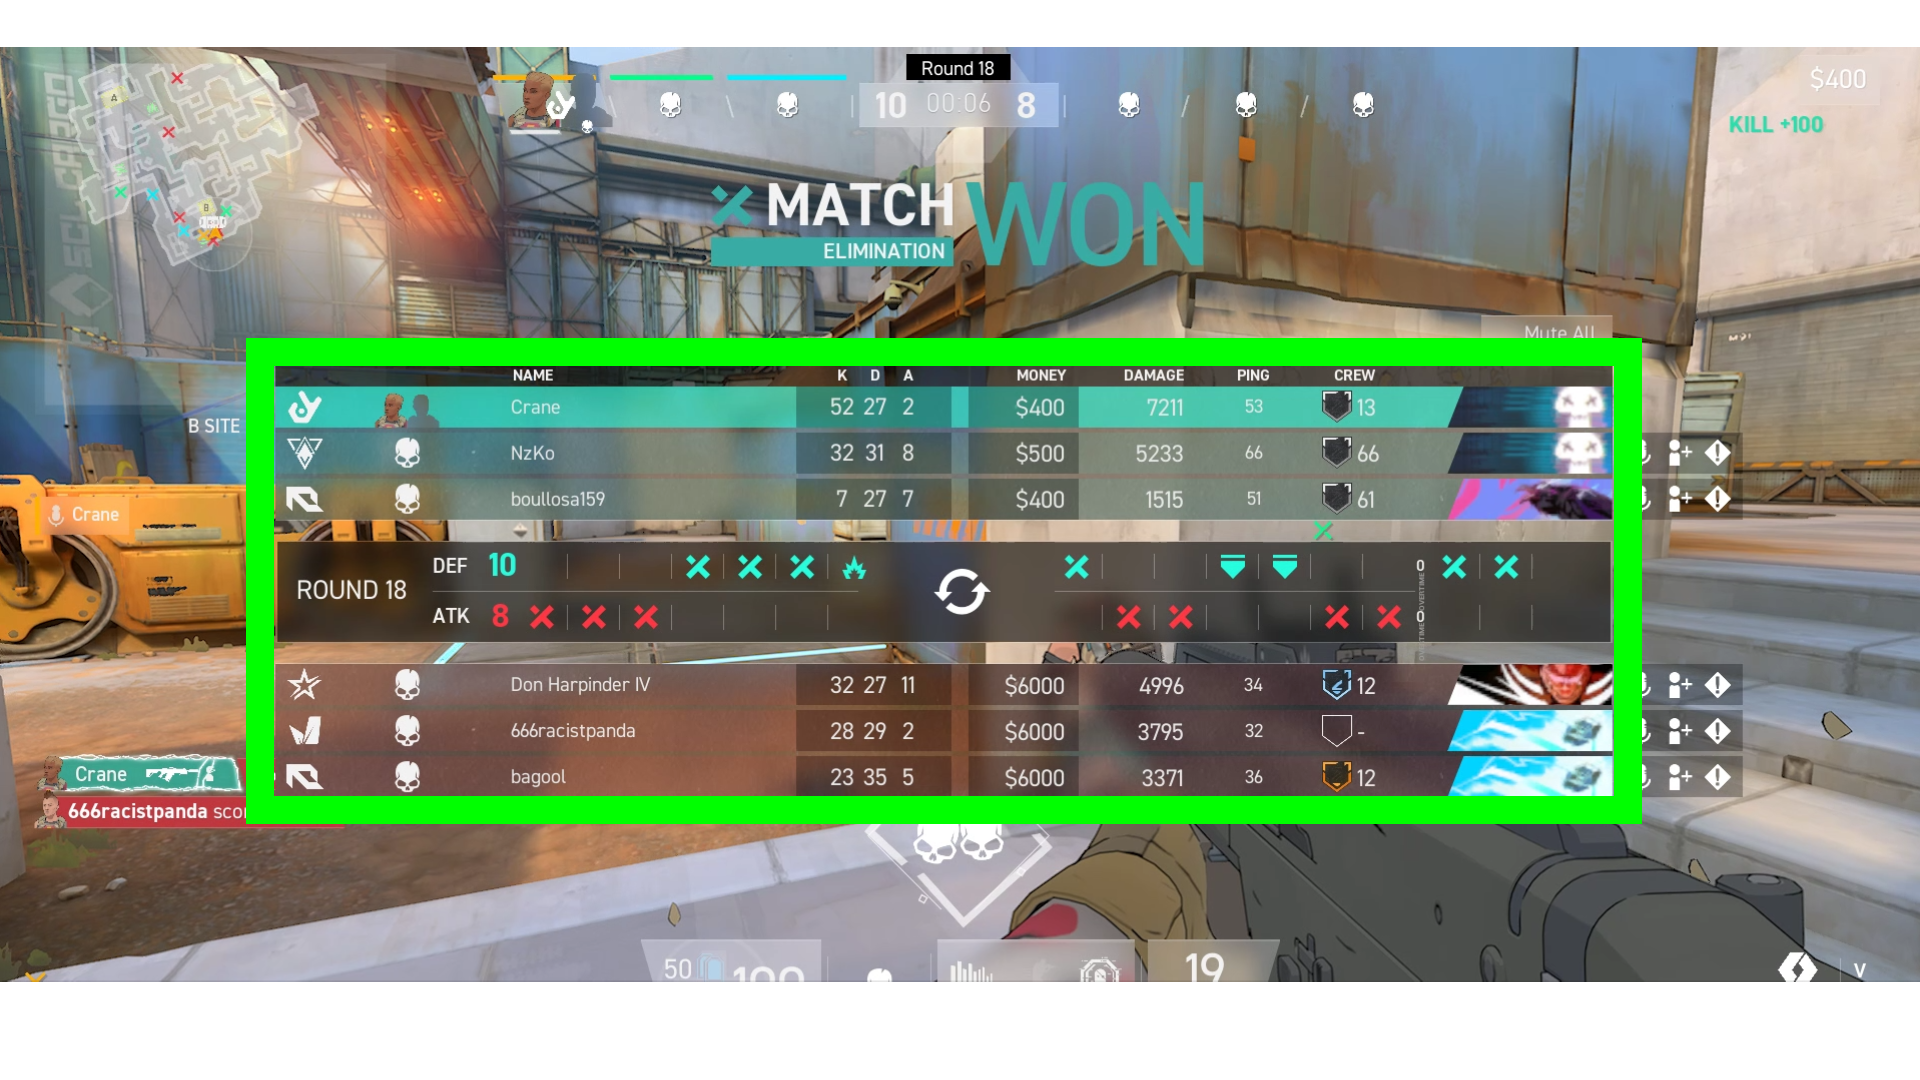 Round 18
10 00:06 8
$400
KILL +100
A
B
MATCH WON
ELIMINATION
Mute All
B SITE
Crane
NAME K D A MONEY DAMAGE PING CREW
Crane 52 27 2 $400 7211 53 13
NzKo 32 31 8 $500 5233 66 66
boullosa159 7 27 7 $400 1515 51 61
ROUND 18
DEF 10 0
ATK 8 0
OVERTIME
Don Harpinder IV 32 27 11 $6000 4996 34 12
666racistpanda 28 29 2 $6000 3795 32 -
bagool 23 35 5 $6000 3371 36 12
Crane
666racistpanda sco
50 100
19
V